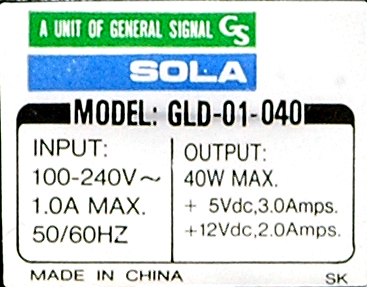 A UNIT OF GENERAL SIGNAL GS
SOLA
MODEL: GLD-01-040
INPUT:
100-240V~
1.0A MAX.
50/60HZ
OUTPUT:
40W MAX.
+ 5Vdc,3.0Amps.
+12Vdc,2.0Amps.
MADE IN CHINA
SK